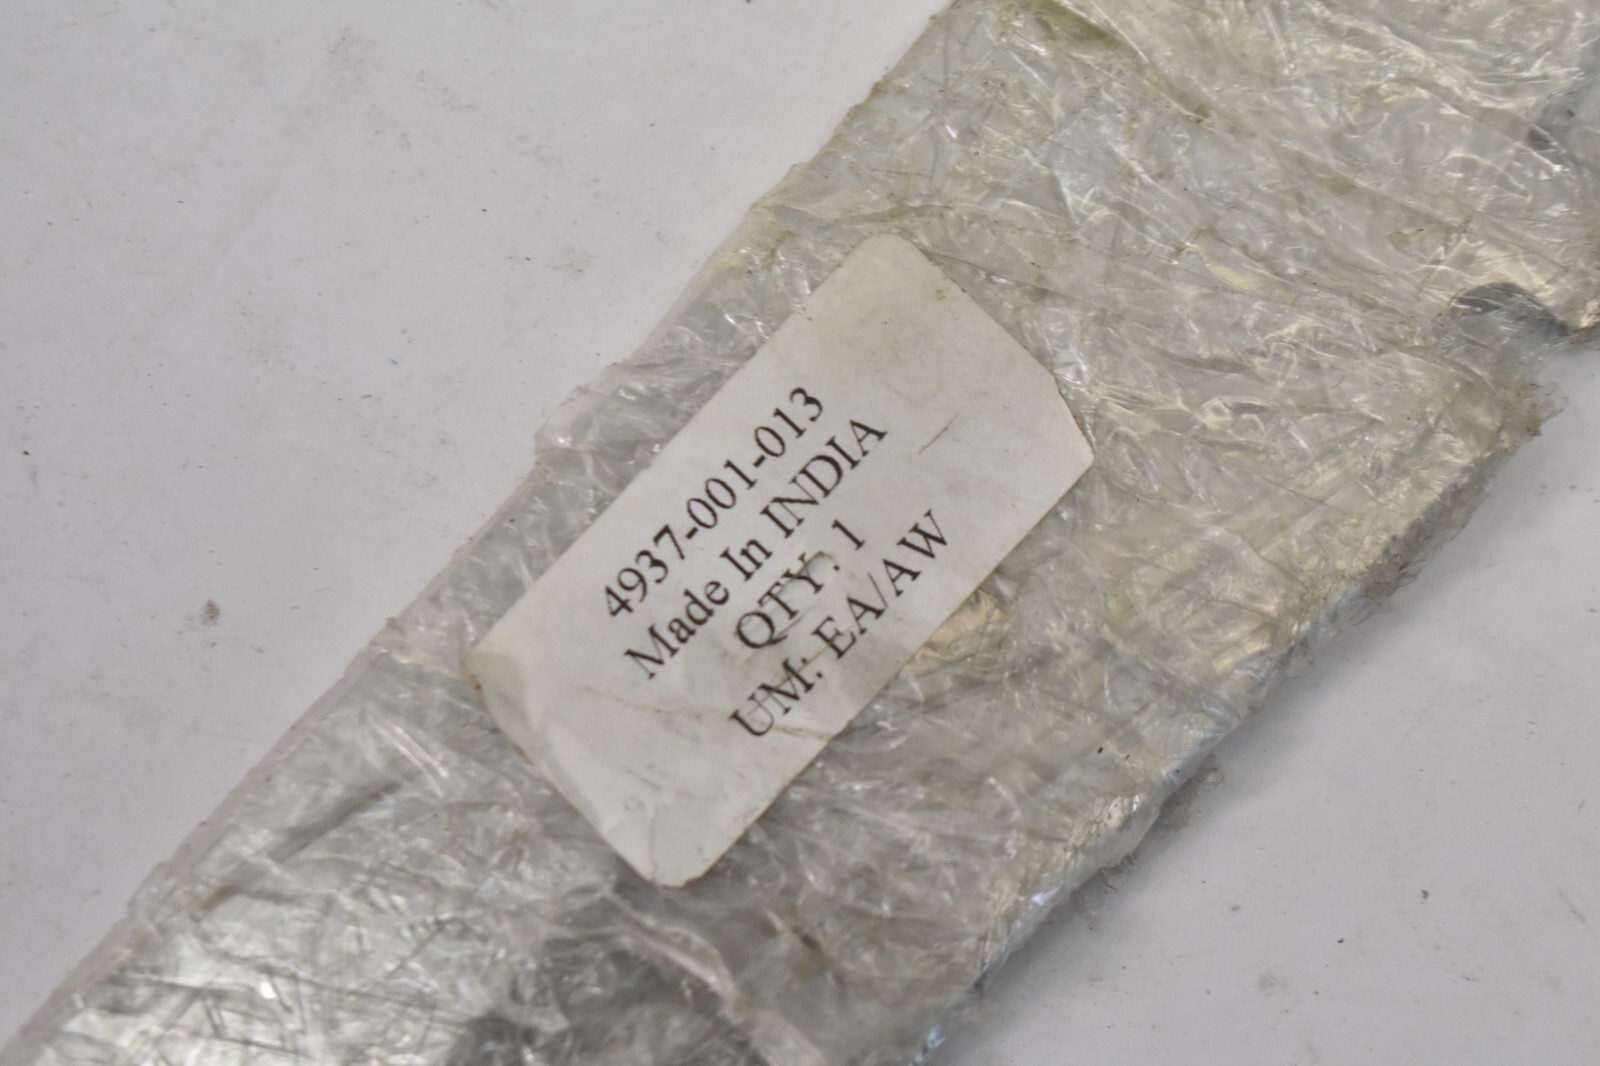 4937-001-013
Made In INDIA
QTY: 1
UM: EA/AW